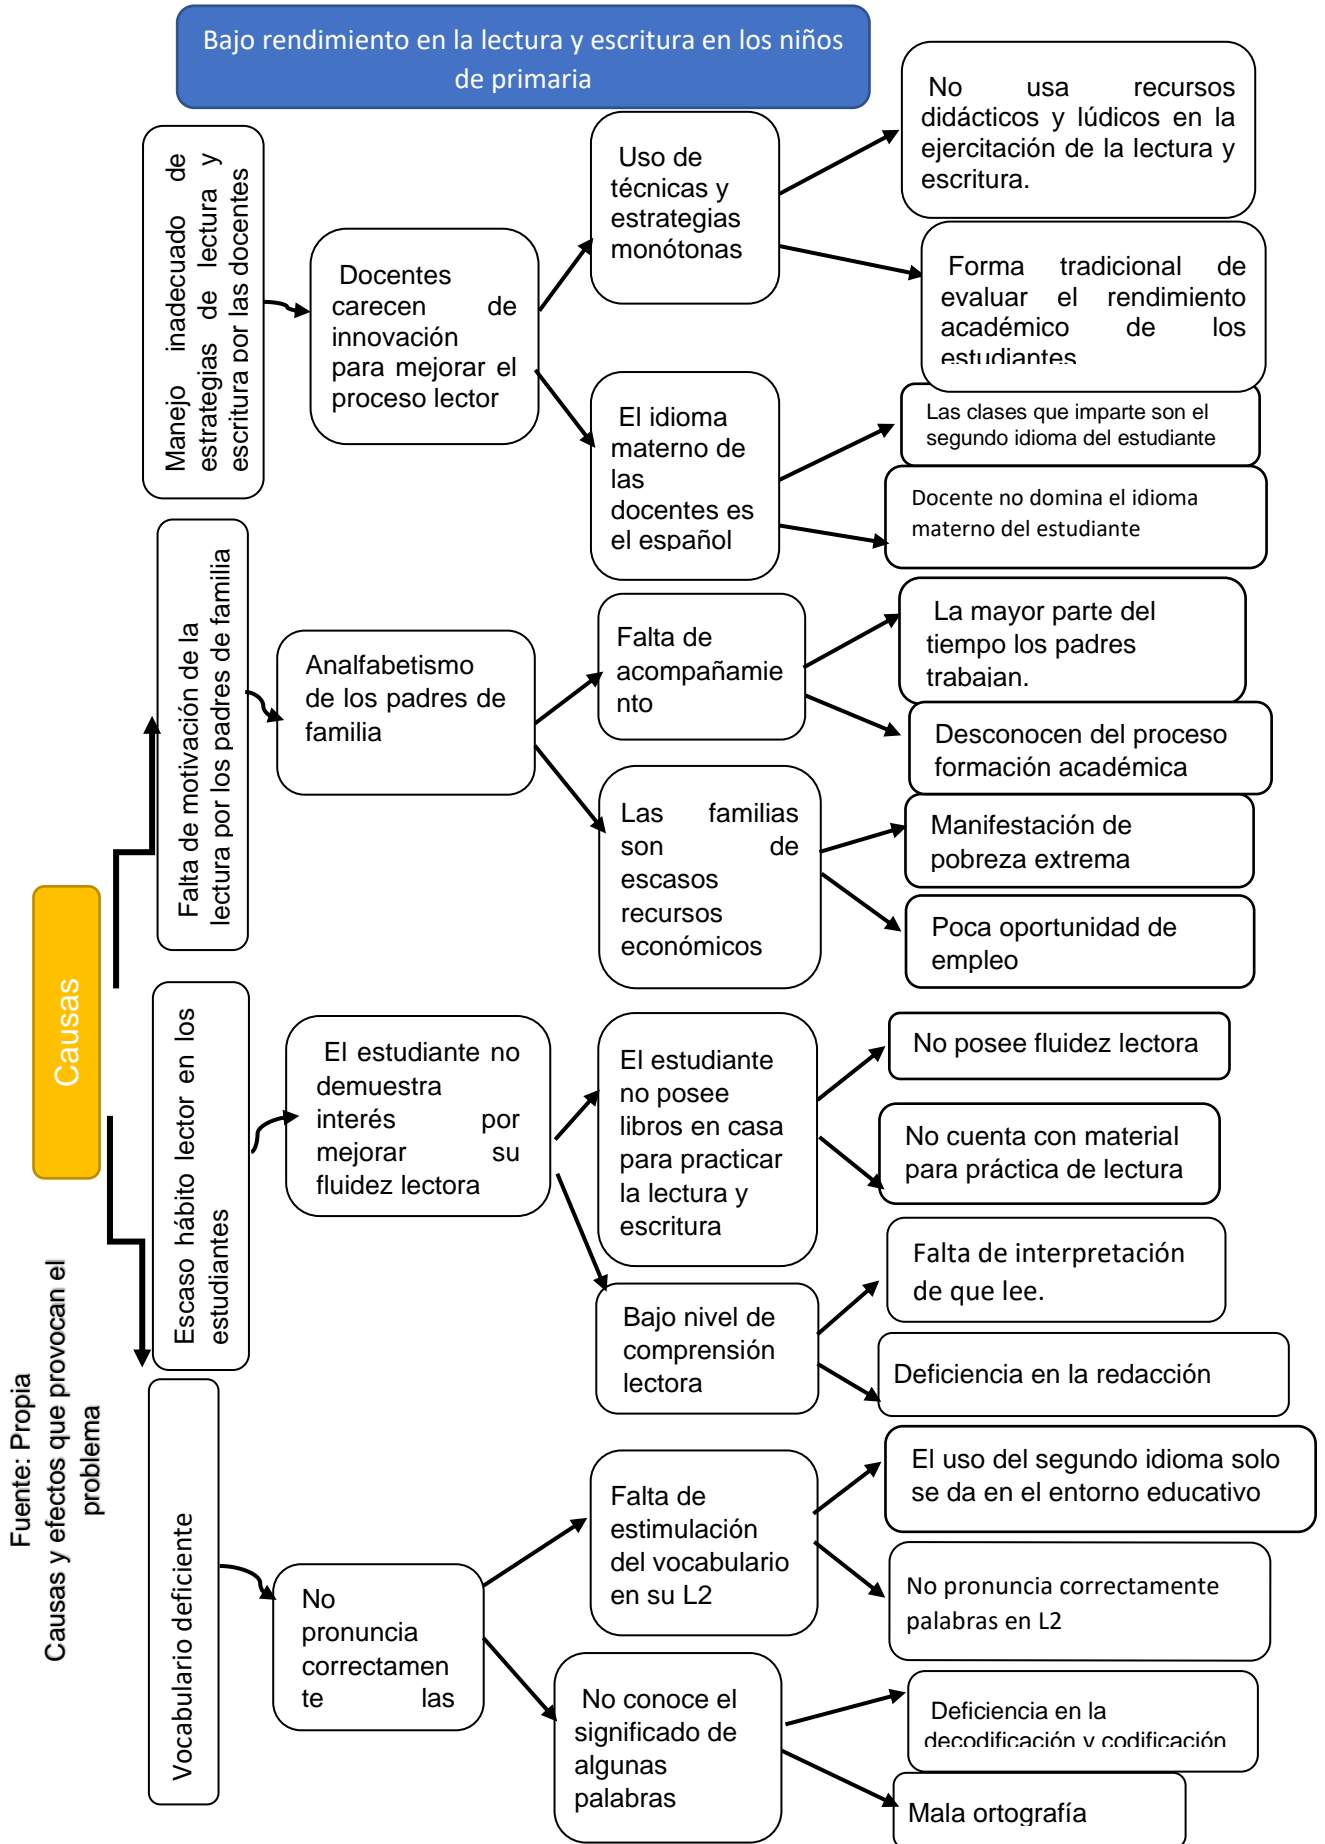 Bajo rendimiento en la lectura y escritura en los niños
de primaria
Causas
Fuente: Propia
Causas y efectos que provocan el
problema
Manejo inadecuado de
estrategias de lectura y
escritura por las docentes
Docentes
carecen de
innovación
para mejorar el
proceso lector
Uso de
técnicas y
estrategias
monótonas
No usa recursos
didácticos y lúdicos en la
ejercitación de la lectura y
escritura.
Forma tradicional de
evaluar el rendimiento
académico de los
estudiantes
El idioma
materno de
las
docentes es
el español
Las clases que imparte son el
segundo idioma del estudiante
Docente no domina el idioma
materno del estudiante
Falta de motivación de la
lectura por los padres de familia
Analfabetismo
de los padres de
familia
Falta de
acompañamie
nto
La mayor parte del
tiempo los padres
trabajan.
Desconocen del proceso
formación académica
Las familias
son de
escasos
recursos
económicos
Manifestación de
pobreza extrema
Poca oportunidad de
empleo
Escaso hábito lector en los
estudiantes
El estudiante no
demuestra
interés por
mejorar su
fluidez lectora
El estudiante
no posee
libros en casa
para practicar
la lectura y
escritura
No posee fluidez lectora
No cuenta con material
para práctica de lectura
Bajo nivel de
comprensión
lectora
Falta de interpretación
de que lee.
Deficiencia en la redacción
Vocabulario deficiente
No
pronuncia
correctamen
te las
Falta de
estimulación
del vocabulario
en su L2
El uso del segundo idioma solo
se da en el entorno educativo
No pronuncia correctamente
palabras en L2
No conoce el
significado de
algunas
palabras
Deficiencia en la
decodificación y codificación
Mala ortografía